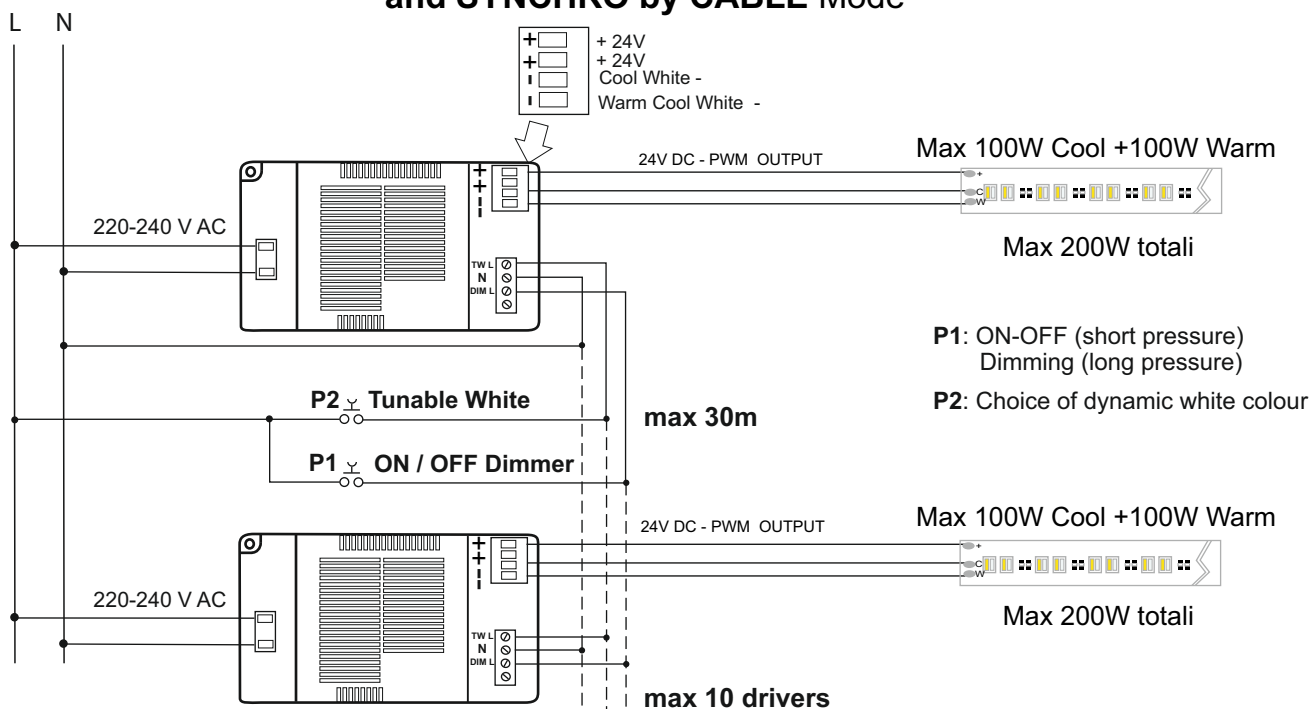 and SYNCHRO by CABLE Mode
L N
+ + 24V
+ + 24V
- Cool White -
- Warm Cool White -
220-240 V AC
+
+
-
-
TW L
N
DIM L
24V DC - PWM OUTPUT
Max 100W Cool +100W Warm
+
C
W
Max 200W totali
P1: ON-OFF (short pressure)
Dimming (long pressure)
P2: Choice of dynamic white colour
P2 Tunable White
max 30m
P1 ON / OFF Dimmer
220-240 V AC
+
+
-
TW L
N
DIM L
24V DC - PWM OUTPUT
Max 100W Cool +100W Warm
+
C
W
Max 200W totali
max 10 drivers